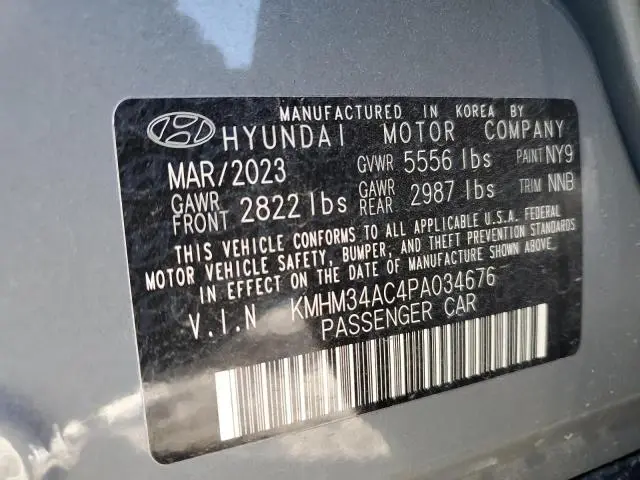 MANUFACTURED IN KOREA BY
HYUNDAI MOTOR COMPANY
MAR/2023 GVWR 5556 lbs PAINT NY9
GAWR FRONT 2822 lbs GAWR REAR 2987 lbs TRIM NNB
THIS VEHICLE CONFORMS TO ALL APPLICABLE U.S.A. FEDERAL
MOTOR VEHICLE SAFETY, BUMPER, AND THEFT PREVENTION STANDARDS
IN EFFECT ON THE DATE OF MANUFACTURE SHOWN ABOVE.
V.I.N KMHM34AC4PA034676
PASSENGER CAR